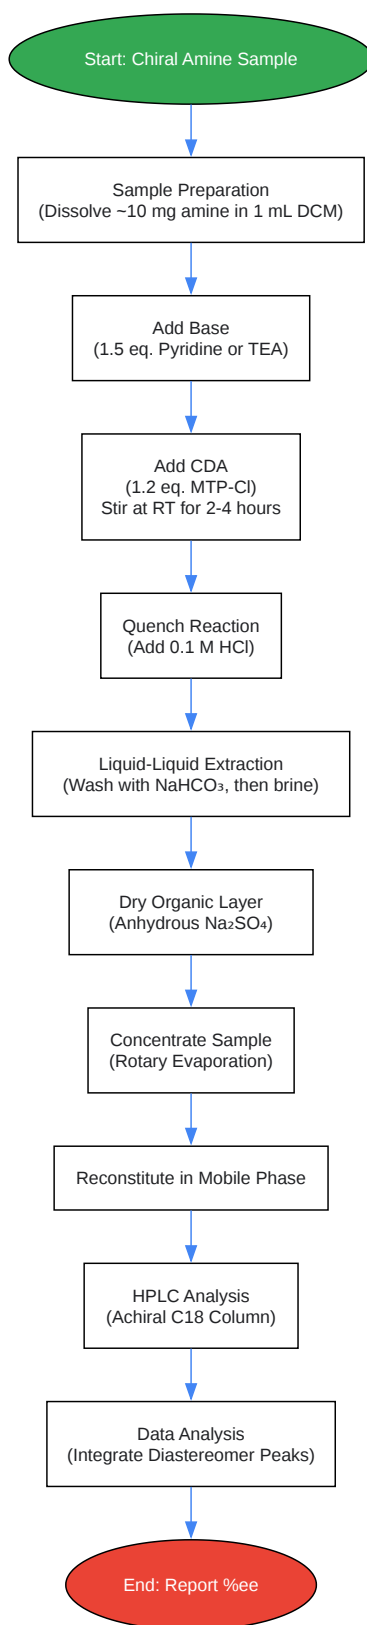 Start: Chiral Amine Sample
Sample Preparation
(Dissolve ~10 mg amine in 1 mL DCM)
Add Base
(1.5 eq. Pyridine or TEA)
Add CDA
(1.2 eq. MTP-Cl)
Stir at RT for 2-4 hours
Quench Reaction
(Add 0.1 M HCl)
Liquid-Liquid Extraction
(Wash with NaHCO₃, then brine)
Dry Organic Layer
(Anhydrous Na₂SO₄)
Concentrate Sample
(Rotary Evaporation)
Reconstitute in Mobile Phase
HPLC Analysis
(Achiral C18 Column)
Data Analysis
(Integrate Diastereomer Peaks)
End: Report %ee